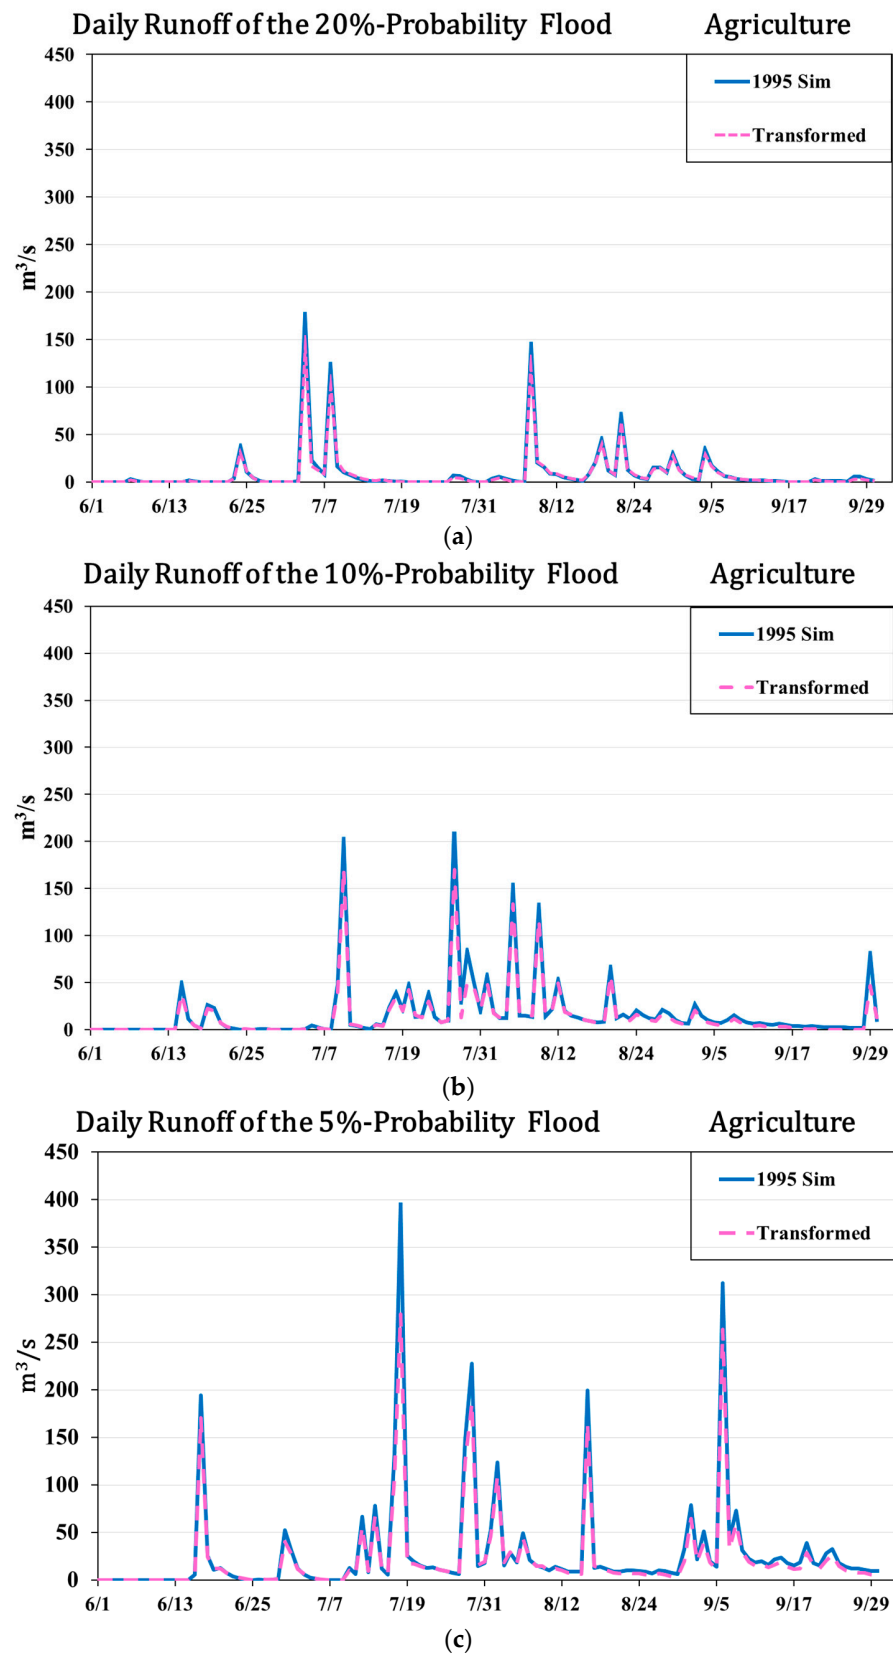 Daily Runoff of the 20%-Probability Flood Agriculture
450
400
350
300
250
200
150
100
50
0
m³/s
1995 Sim
Transformed
6/1 6/13 6/25 7/7 7/19 7/31 8/12 8/24 9/5 9/17 9/29
(a)
Daily Runoff of the 10%-Probability Flood Agriculture
450
400
350
300
250
200
150
100
50
0
m³/s
1995 Sim
Transformed
6/1 6/13 6/25 7/7 7/19 7/31 8/12 8/24 9/5 9/17 9/29
(b)
Daily Runoff of the 5%-Probability Flood Agriculture
450
400
350
300
250
200
150
100
50
0
m³/s
1995 Sim
Transformed
6/1 6/13 6/25 7/7 7/19 7/31 8/12 8/24 9/5 9/17 9/29
(c)